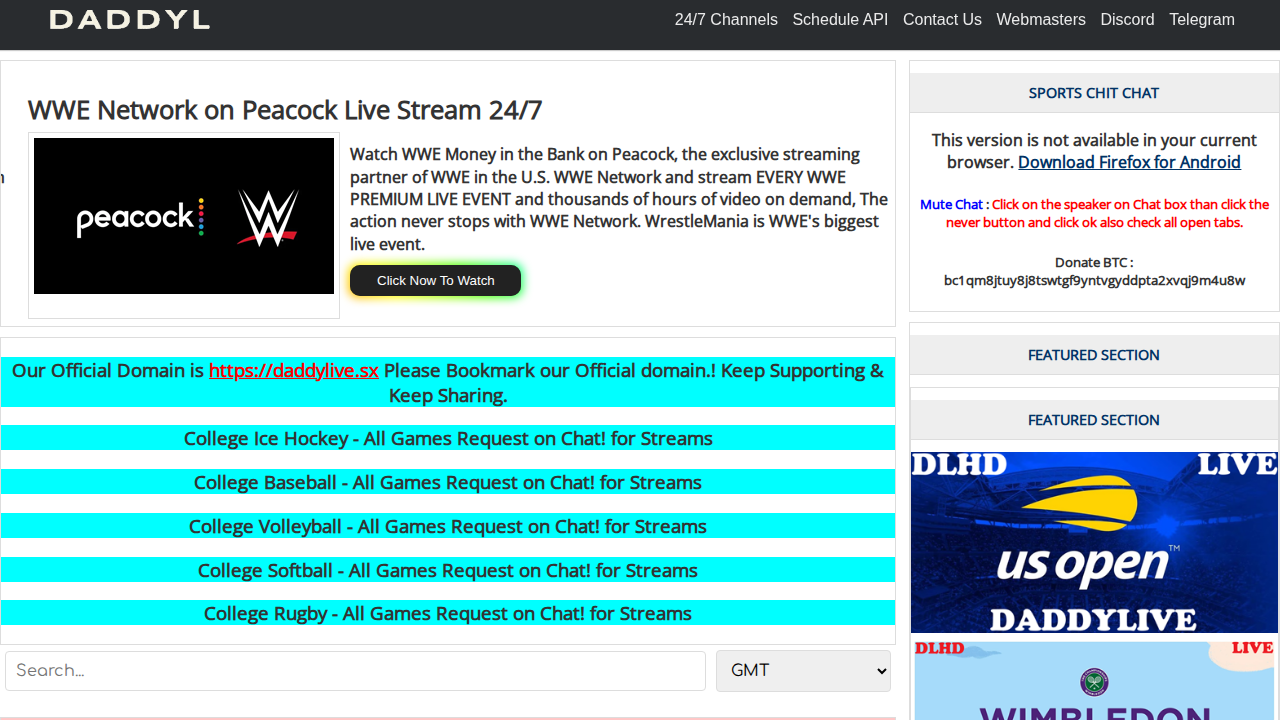 DADDYL
24/7 Channels Schedule API Contact Us Webmasters Discord Telegram
WWE Network on Peacock Live Stream 24/7
peacock
Watch WWE Money in the Bank on Peacock, the exclusive streaming
partner of WWE in the U.S. WWE Network and stream EVERY WWE
PREMIUM LIVE EVENT and thousands of hours of video on demand, The
action never stops with WWE Network. WrestleMania is WWE's biggest
live event.
Click Now To Watch
Our Official Domain is https://daddylive.sx Please Bookmark our Official domain.! Keep Supporting &
Keep Sharing.
College Ice Hockey - All Games Request on Chat! for Streams
College Baseball - All Games Request on Chat! for Streams
College Volleyball - All Games Request on Chat! for Streams
College Softball - All Games Request on Chat! for Streams
College Rugby - All Games Request on Chat! for Streams
Search...
GMT
SPORTS CHIT CHAT
This version is not available in your current
browser. Download Firefox for Android
Mute Chat : Click on the speaker on Chat box than click the
never button and click ok also check all open tabs.
Donate BTC :
bc1qm8jtuy8j8tswtgf9yntvgyddpta2xvqj9m4u8w
FEATURED SECTION
FEATURED SECTION
DLHD LIVE
us open™
DADDYLIVE
DLHD LIVE
WIMBLEDON